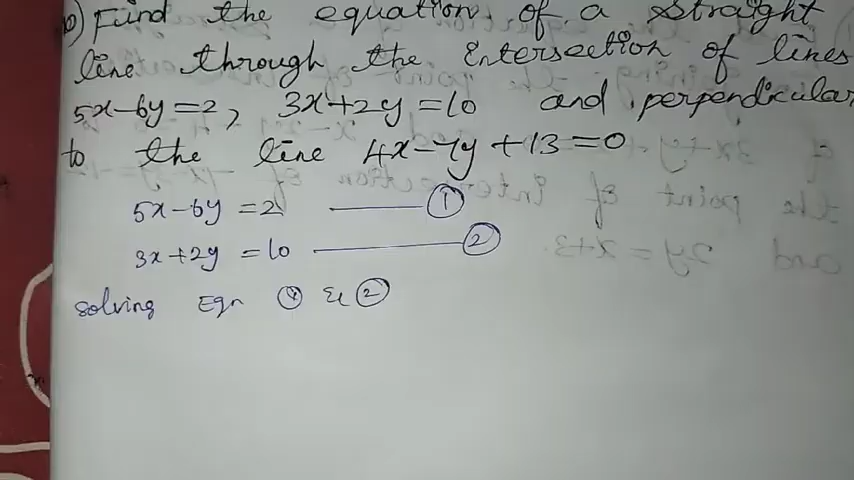 b) Find the equation of a straight
line through the intersection of lines
5x-6y=2, 3x+2y=10 and perpendicular
to the line 4x-7y+13=0
5x-6y=2 ——— ①
3x+2y=10 ——— ②
solving Eqn ① & ②